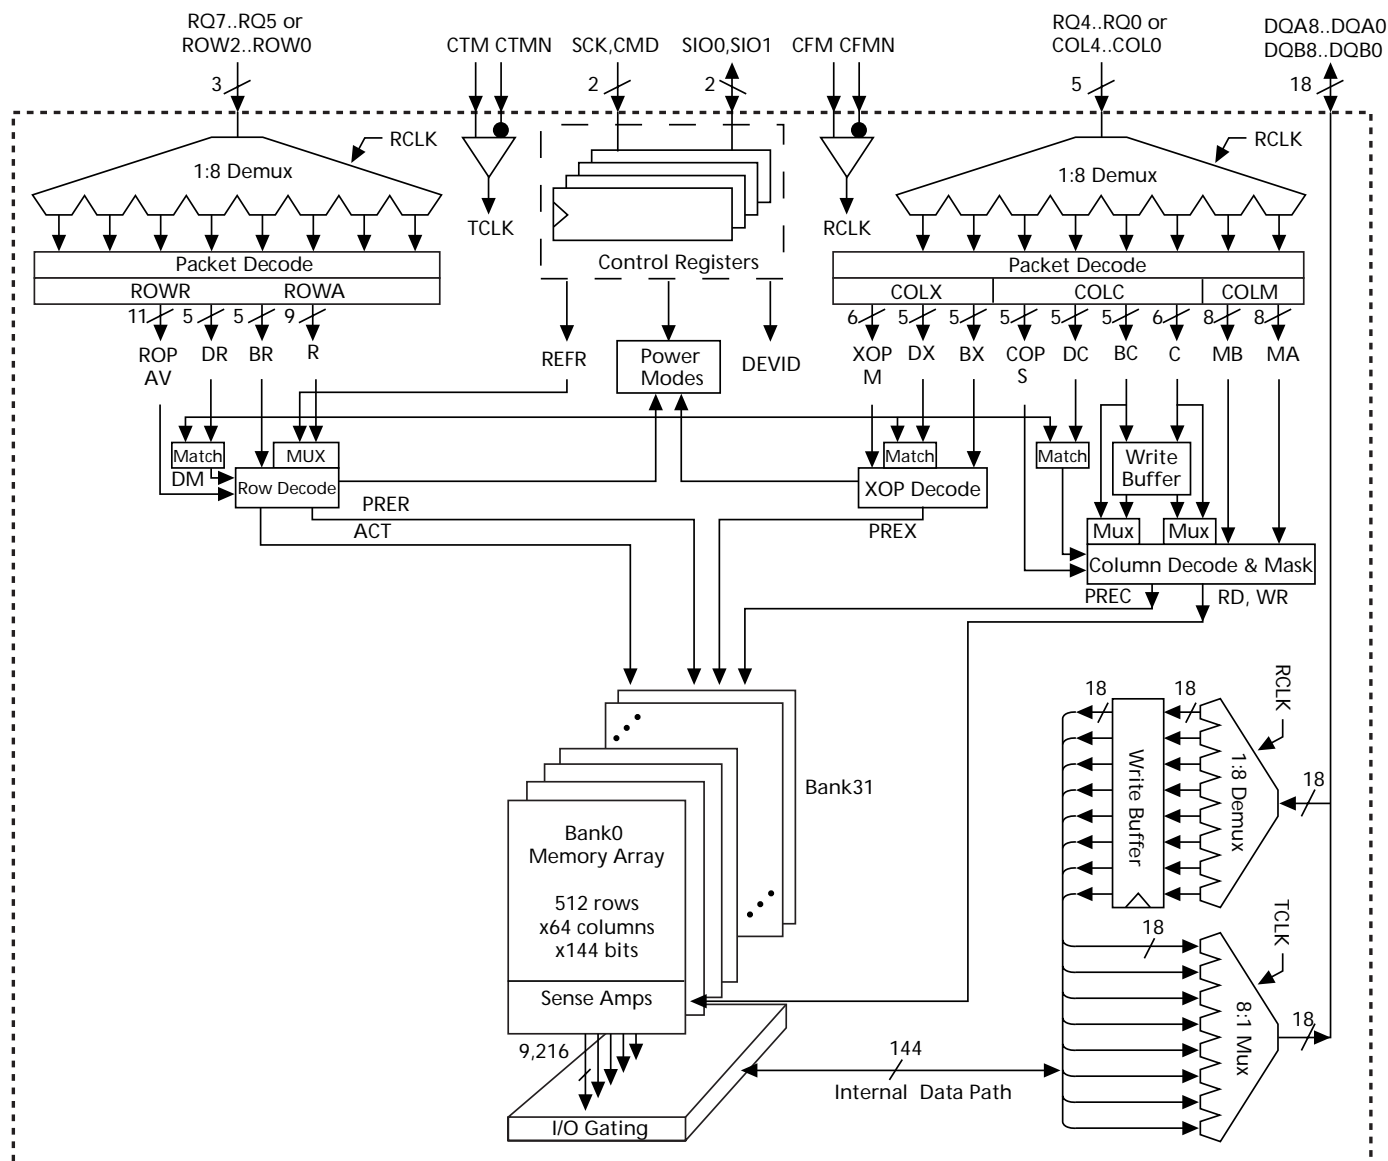 RQ7..RQ5 or
ROW2..ROW0
CTM CTMN
SCK,CMD
SIO0,SIO1
CFM CFMN
RQ4..RQ0 or
COL4..COL0
DQA8..DQA0
DQB8..DQB0
3
2
2
5
18
RCLK
1:8 Demux
TCLK
RCLK
RCLK
1:8 Demux
Control Registers
Packet Decode
ROWR
ROWA
Packet Decode
COLX
COLC
COLM
11
5
5
9
6
5
5
5
5
5
6
8
8
ROP
AV
DR
BR
R
REFR
Power
Modes
DEVID
XOP
M
DX
BX
COP
S
DC
BC
C
MB
MA
Match
DM
MUX
Row Decode
Match
XOP Decode
Match
Write
Buffer
Mux
Mux
Column Decode & Mask
PRER
ACT
PREX
PREC
RD, WR
Bank31
Bank0
Memory Array
512 rows
x64 columns
x144 bits
Sense Amps
9,216
I/O Gating
144
Internal Data Path
18
18
RCLK
Write Buffer
1:8 Demux
18
18
TCLK
8:1 Mux
18